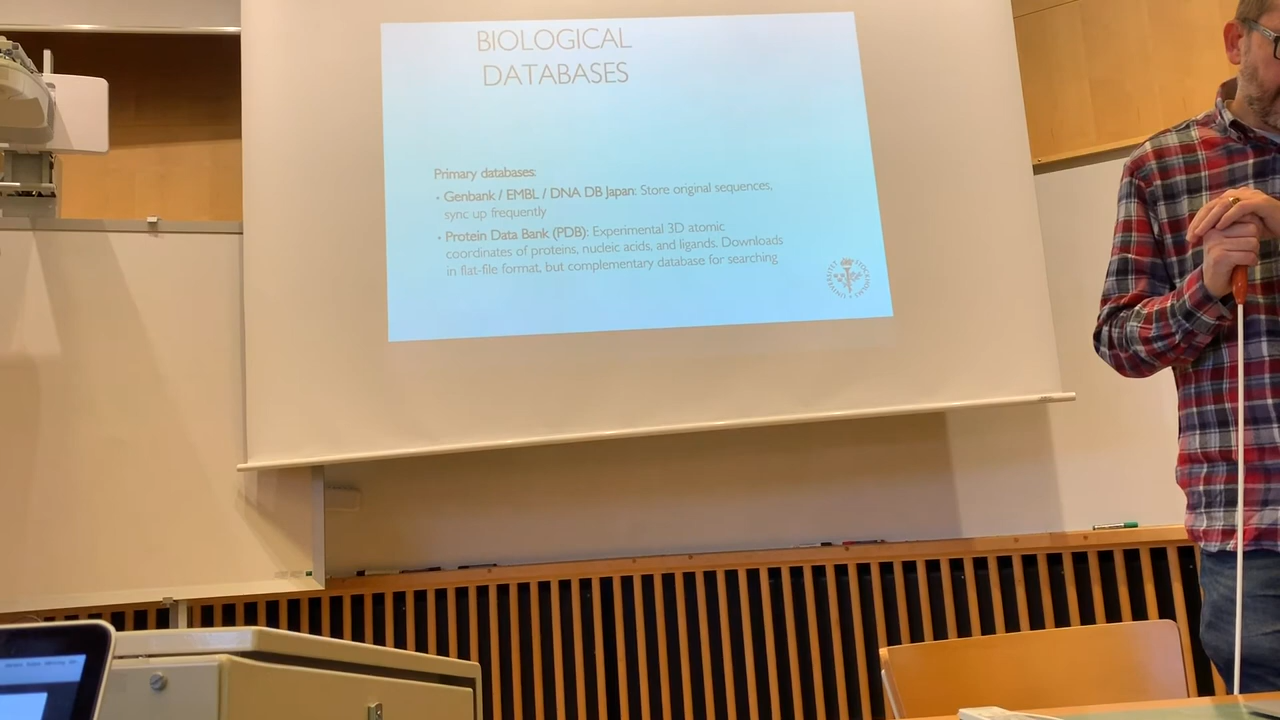 BIOLOGICAL
DATABASES
Primary databases:
• Genbank / EMBL / DNA DB Japan: Store original sequences,
sync up frequently
• Protein Data Bank (PDB): Experimental 3D atomic
coordinates of proteins, nucleic acids, and ligands. Downloads
in flat-file format, but complementary database for searching
STOCKHOLMS
UNIVERSITET